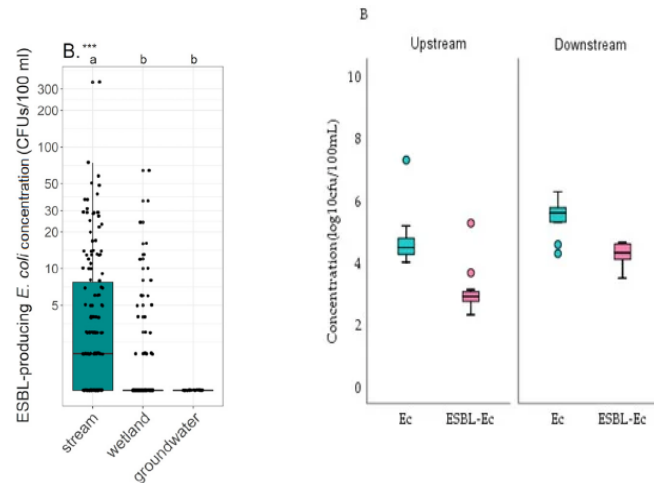 B. ***
a b b
ESBL-producing E. coli concentration (CFUs/100 ml)
300
200
100
50
30
20
10
5
stream
wetland
groundwater
B
Upstream
Downstream
Concentration(log10cfu/100mL)
10
8
6
4
2
0
Ec
ESBL-Ec
Ec
ESBL-Ec